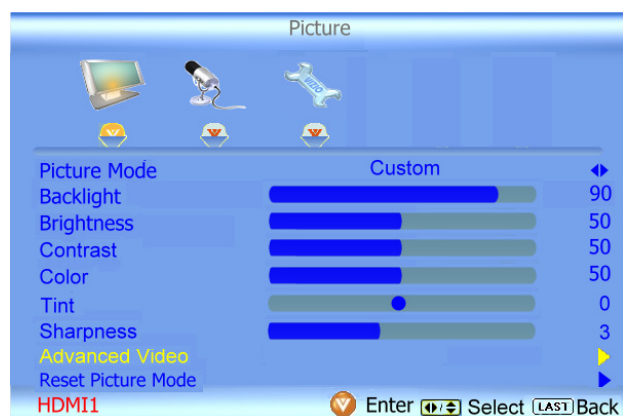 Picture
VIZIO
Picture Mode Custom
Backlight 90
Brightness 50
Contrast 50
Color 50
Tint 0
Sharpness 3
Advanced Video
Reset Picture Mode
HDMI1 Enter Select LAST Back